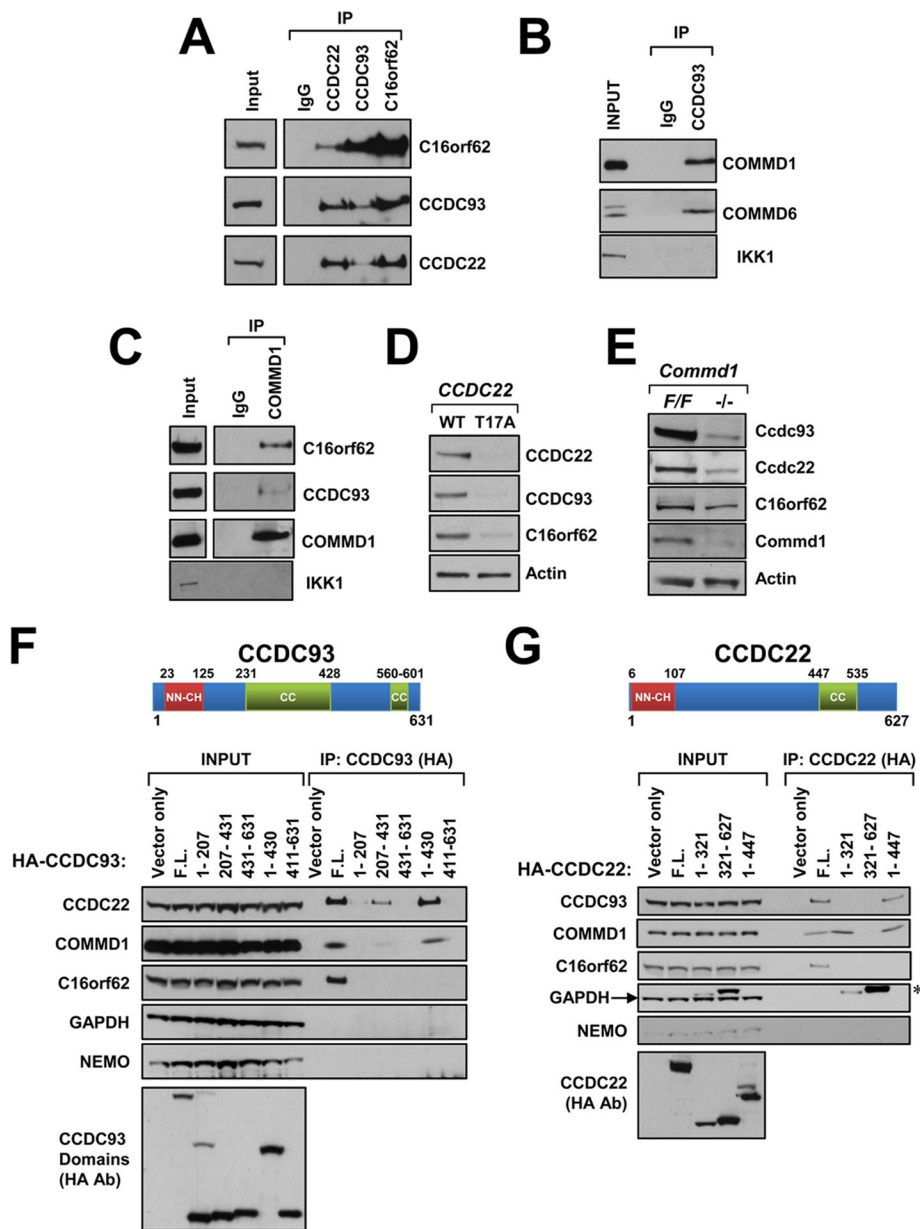 A
IP
Input
IgG
CCDC22
CCDC93
C16orf62
C16orf62
CCDC93
CCDC22
B
IP
INPUT
IgG
CCDC93
COMMD1
COMMD6
IKK1
C
IP
Input
IgG
COMMD1
C16orf62
CCDC93
COMMD1
IKK1
D
CCDC22
WT T17A
CCDC22
CCDC93
C16orf62
Actin
E
Commd1
F/F -/-
Ccdc93
Ccdc22
C16orf62
Commd1
Actin
F
CCDC93
23 125 231 428 560-601
NN-CH CC CC
1 631
INPUT IP: CCDC93 (HA)
HA-CCDC93:
Vector only
F.L.
1- 207
207- 431
431- 631
1- 430
411-631
Vector only
F.L.
1- 207
207- 431
431- 631
1- 430
411-631
CCDC22
COMMD1
C16orf62
GAPDH
NEMO
CCDC93
Domains
(HA Ab)
G
CCDC22
6 107 447 535
NN-CH CC
1 627
INPUT IP: CCDC22 (HA)
HA-CCDC22:
Vector only
F.L.
1- 321
321- 627
1- 447
Vector only
F.L.
1- 321
321- 627
1- 447
CCDC93
COMMD1
C16orf62
GAPDH
*
NEMO
CCDC22
(HA Ab)